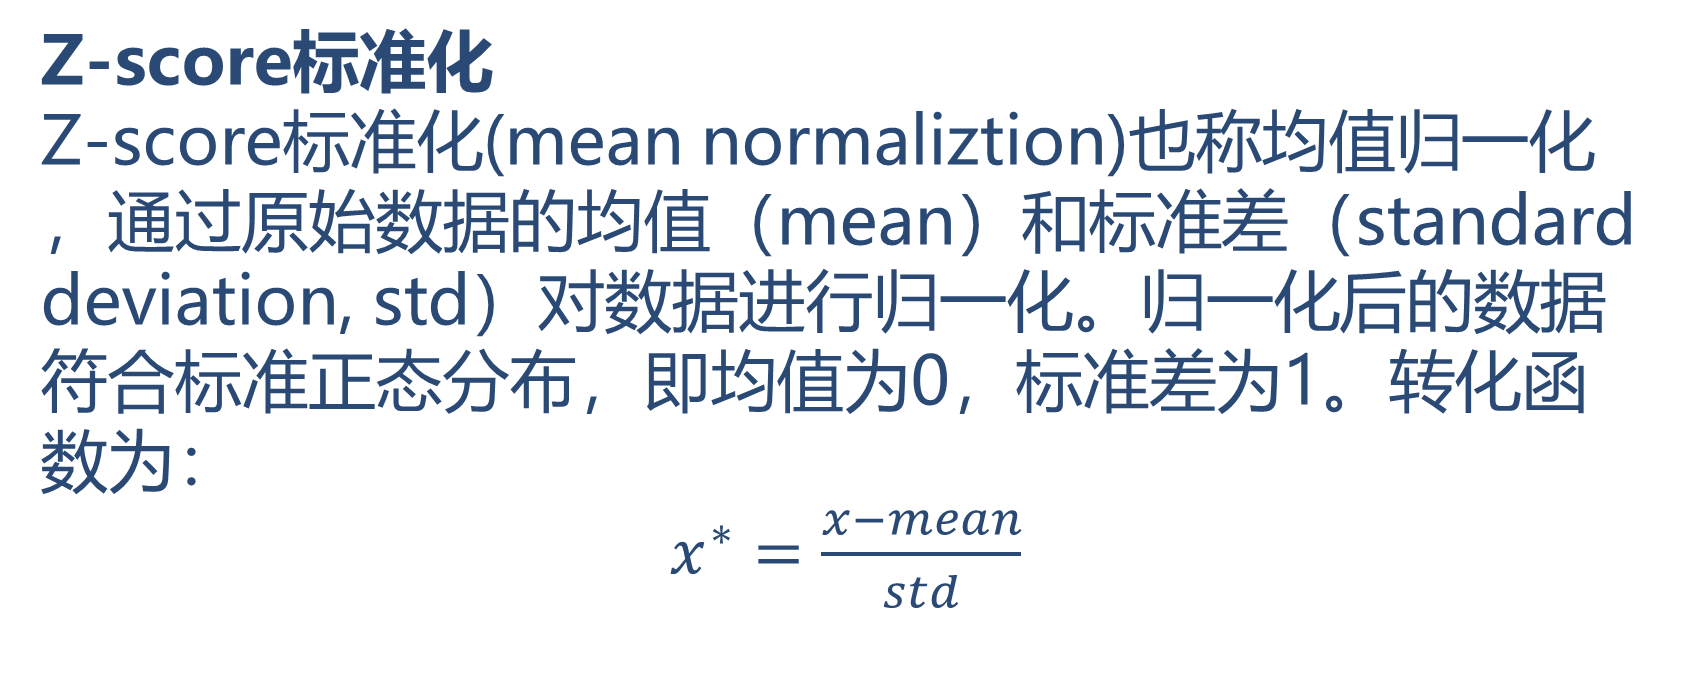 Z-score标准化
Z-score标准化(mean normaliztion)也称均值归一化
，通过原始数据的均值（mean）和标准差（standard
deviation, std）对数据进行归一化。归一化后的数据
符合标准正态分布，即均值为0，标准差为1。转化函
数为：
x* = (x−mean)/std